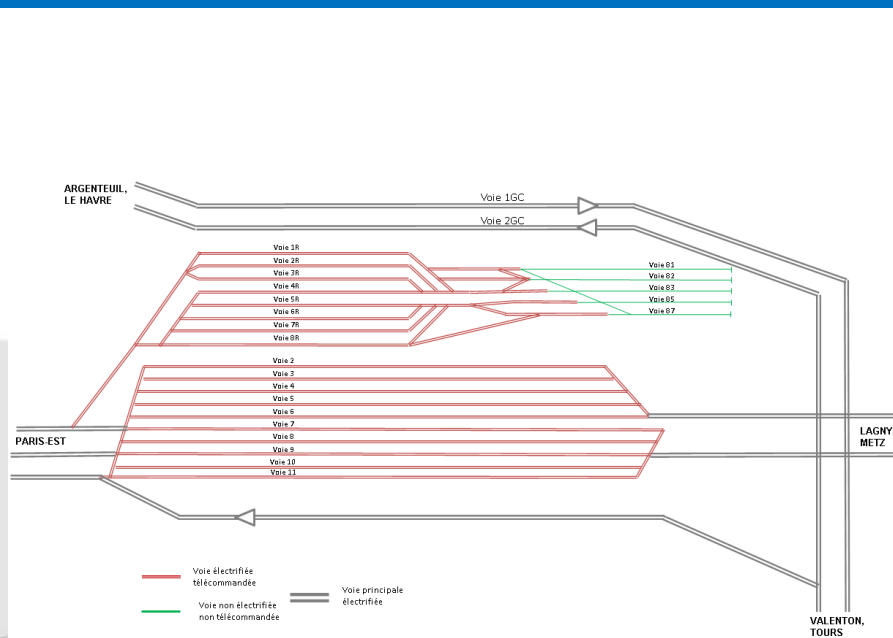 ARGENTEUIL,
LE HAVRE
Voie 1GC
Voie 2GC
Voie 1R
Voie 2R
Voie 3R
Voie 4R
Voie 5R
Voie 6R
Voie 7R
Voie 8R
Voie 81
Voie 82
Voie 83
Voie 85
Voie 87
Voie 2
Voie 3
Voie 4
Voie 5
Voie 6
Voie 7
Voie 8
Voie 9
Voie 10
Voie 11
PARIS-EST
LAGNY
METZ
Voie électrifiée
télécommandée
Voie non électrifiée
non télécommandée
Voie principale
électrifiée
VALENTON,
TOURS